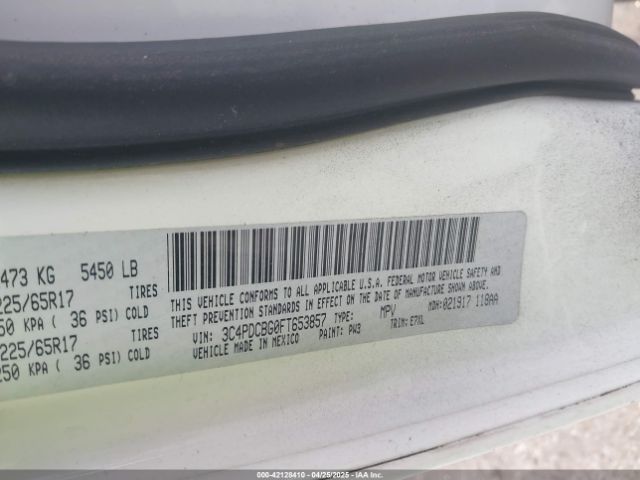 473 KG 5450 LB
225/65R17 TIRES
50 KPA ( 36 PSI) COLD
225/65R17 TIRES
250 KPA ( 36 PSI) COLD
THIS VEHICLE CONFORMS TO ALL APPLICABLE U.S.A. FEDERAL MOTOR VEHICLE SAFETY,
THEFT PREVENTION STANDARDS IN EFFECT ON THE DATE OF MANUFACTURE SHOWN ABOVE.
VIN: 3C4PDCBG0FT653857 TYPE: MPV MDH: 021917 118AA
VEHICLE MADE IN MEXICO PAINT: PW3 TRIM: E7XL
000-42128410 - 04/25/2025 - COPYRIGHT IAA, LLC.